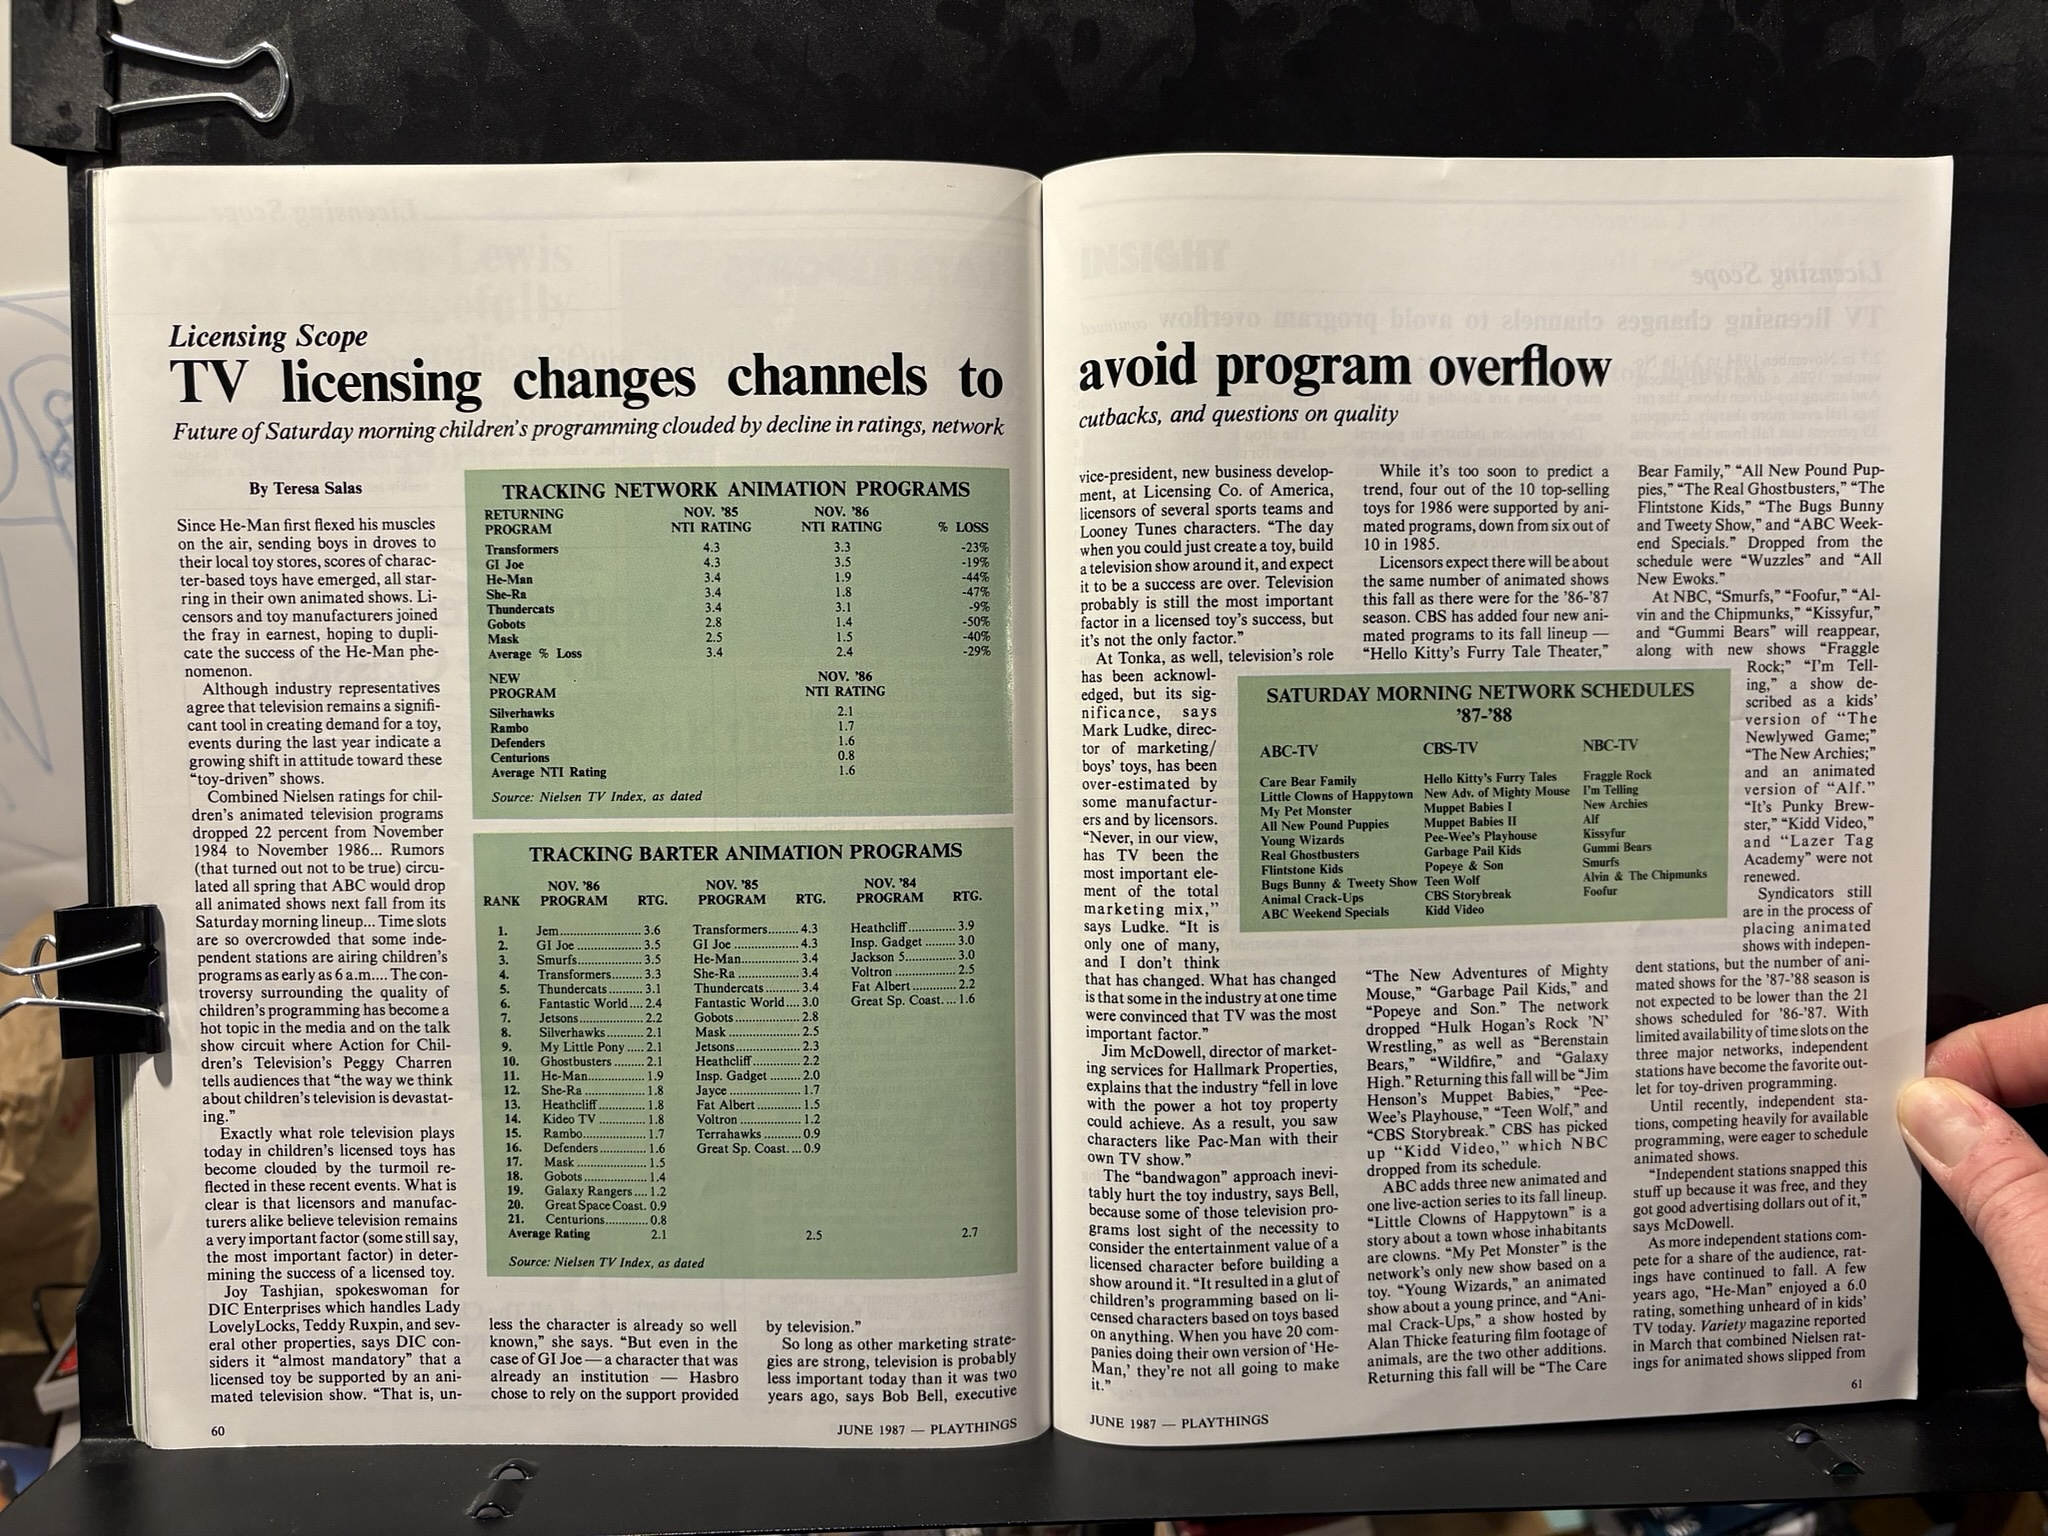 Licensing Scope
TV licensing changes channels to
Future of Saturday morning children's programming clouded by decline in ratings, network
By Teresa Salas
Since He-Man first flexed his muscles
on the air, sending boys in droves to
their local toy stores, scores of charac-
ter-based toys have emerged, all star-
ring in their own animated shows. Li-
censors and toy manufacturers joined
the fray in earnest, hoping to dupli-
cate the success of the He-Man phe-
nomenon.
Although industry representatives
agree that television remains a signifi-
cant tool in creating demand for a toy,
events during the last year indicate a
growing shift in attitude toward these
“toy-driven” shows.
Combined Nielsen ratings for chil-
dren's animated television programs
dropped 22 percent from November
1984 to November 1986... Rumors
(that turned out not to be true) circu-
lated all spring that ABC would drop
all animated shows next fall from its
Saturday morning lineup... Time slots
are so overcrowded that some inde-
pendent stations are airing children's
programs as early as 6 a.m.... The con-
troversy surrounding the quality of
children's programming has become a
hot topic in the media and on the talk
show circuit where Action for Chil-
dren's Television's Peggy Charren
tells audiences that “the way we think
about children's television is devastat-
ing.”
Exactly what role television plays
today in children's licensed toys has
become clouded by the turmoil re-
flected in these recent events. What is
clear is that licensors and manufac-
turers alike believe television remains
a very important factor (some still say,
the most important factor) in deter-
mining the success of a licensed toy.
Joy Tashjian, spokeswoman for
DIC Enterprises which handles Lady
LovelyLocks, Teddy Ruxpin, and sev-
eral other properties, says DIC con-
siders it “almost mandatory” that a
licensed toy be supported by an ani-
mated television show. “That is, un-
TRACKING NETWORK ANIMATION PROGRAMS
RETURNING NOV. '85 NOV. '86
PROGRAM NTI RATING NTI RATING % LOSS
Transformers 4.3 3.3 -23%
GI Joe 4.3 3.5 -19%
He-Man 3.4 1.9 -44%
She-Ra 3.4 1.8 -47%
Thundercats 3.4 3.1 -9%
Gobots 2.8 1.4 -50%
Mask 2.5 1.5 -40%
Average % Loss 3.4 2.4 -29%
NEW NOV. '86
PROGRAM NTI RATING
Silverhawks 2.1
Rambo 1.7
Defenders 1.6
Centurions 0.8
Average NTI Rating 1.6
Source: Nielsen TV Index, as dated
TRACKING BARTER ANIMATION PROGRAMS
NOV. '86 NOV. '85 NOV. '84
RANK PROGRAM RTG. PROGRAM RTG. PROGRAM RTG.
1. Jem 3.6 Transformers 4.3 Heathcliff 3.9
2. GI Joe 3.5 GI Joe 4.3 Insp. Gadget 3.0
3. Smurfs 3.5 He-Man 3.4 Jackson 5 3.0
4. Transformers 3.3 She-Ra 3.4 Voltron 2.5
5. Thundercats 3.1 Thundercats 3.4 Fat Albert 2.2
6. Fantastic World 2.4 Fantastic World 3.0 Great Sp. Coast. 1.6
7. Jetsons 2.2 Gobots 2.8
8. Silverhawks 2.1 Mask 2.5
9. My Little Pony 2.1 Jetsons 2.3
10. Ghostbusters 2.1 Heathcliff 2.2
11. He-Man 1.9 Insp. Gadget 2.0
12. She-Ra 1.8 Jayce 1.7
13. Heathcliff 1.8 Fat Albert 1.5
14. Kideo TV 1.8 Voltron 1.2
15. Rambo 1.7 Terrahawks 0.9
16. Defenders 1.6 Great Sp. Coast. 0.9
17. Mask 1.5
18. Gobots 1.4
19. Galaxy Rangers 1.2
20. Great Space Coast. 0.9
21. Centurions 0.8
Average Rating 2.1 2.5 2.7
Source: Nielsen TV Index, as dated
less the character is already so well
known,” she says. “But even in the
case of GI Joe — a character that was
already an institution — Hasbro
chose to rely on the support provided
by television.”
So long as other marketing strate-
gies are strong, television is probably
less important today than it was two
years ago, says Bob Bell, executive
60
JUNE 1987 — PLAYTHINGS
avoid program overflow
cutbacks, and questions on quality
vice-president, new business develop-
ment, at Licensing Co. of America,
licensors of several sports teams and
Looney Tunes characters. “The day
when you could just create a toy, build
a television show around it, and expect
it to be a success are over. Television
probably is still the most important
factor in a licensed toy's success, but
it's not the only factor.”
At Tonka, as well, television's role
has been acknowl-
edged, but its sig-
nificance, says
Mark Ludke, direc-
tor of marketing/
boys' toys, has been
over-estimated by
some manufactur-
ers and by licensors.
“Never, in our view,
has TV been the
most important ele-
ment of the total
marketing mix,”
says Ludke. “It is
only one of many,
and I don't think
that has changed. What has changed
is that some in the industry at one time
were convinced that TV was the most
important factor.”
Jim McDowell, director of market-
ing services for Hallmark Properties,
explains that the industry “fell in love
with the power a hot toy property
could achieve. As a result, you saw
characters like Pac-Man with their
own TV show.”
The “bandwagon” approach inevi-
tably hurt the toy industry, says Bell,
because some of those television pro-
grams lost sight of the necessity to
consider the entertainment value of a
licensed character before building a
show around it. “It resulted in a glut of
children's programming based on li-
censed characters based on toys based
on anything. When you have 20 com-
panies doing their own version of ‘He-
Man,’ they're not all going to make
it.”
While it's too soon to predict a
trend, four out of the 10 top-selling
toys for 1986 were supported by ani-
mated programs, down from six out of
10 in 1985.
Licensors expect there will be about
the same number of animated shows
this fall as there were for the '86-'87
season. CBS has added four new ani-
mated programs to its fall lineup —
“Hello Kitty's Furry Tale Theater,”
SATURDAY MORNING NETWORK SCHEDULES
'87-'88
ABC-TV CBS-TV NBC-TV
Care Bear Family Hello Kitty's Furry Tales Fraggle Rock
Little Clowns of Happytown New Adv. of Mighty Mouse I'm Telling
My Pet Monster Muppet Babies I New Archies
All New Pound Puppies Muppet Babies II Alf
Young Wizards Pee-Wee's Playhouse Kissyfur
Real Ghostbusters Garbage Pail Kids Gummi Bears
Flintstone Kids Popeye & Son Smurfs
Bugs Bunny & Tweety Show Teen Wolf Alvin & The Chipmunks
Animal Crack-Ups CBS Storybreak Foofur
ABC Weekend Specials Kidd Video
“The New Adventures of Mighty
Mouse,” “Garbage Pail Kids,” and
“Popeye and Son.” The network
dropped “Hulk Hogan's Rock 'N'
Wrestling,” as well as “Berenstain
Bears,” “Wildfire,” and “Galaxy
High.” Returning this fall will be “Jim
Henson's Muppet Babies,” “Pee-
Wee's Playhouse,” “Teen Wolf,” and
“CBS Storybreak.” CBS has picked
up “Kidd Video,” which NBC
dropped from its schedule.
ABC adds three new animated and
one live-action series to its fall lineup.
“Little Clowns of Happytown” is a
story about a town whose inhabitants
are clowns. “My Pet Monster” is the
network's only new show based on a
toy. “Young Wizards,” an animated
show about a young prince, and “Ani-
mal Crack-Ups,” a show hosted by
Alan Thicke featuring film footage of
animals, are the two other additions.
Returning this fall will be “The Care
Bear Family,” “All New Pound Pup-
pies,” “The Real Ghostbusters,” “The
Flintstone Kids,” “The Bugs Bunny
and Tweety Show,” and “ABC Week-
end Specials.” Dropped from the
schedule were “Wuzzles” and “All
New Ewoks.”
At NBC, “Smurfs,” “Foofur,” “Al-
vin and the Chipmunks,” “Kissyfur,”
and “Gummi Bears” will reappear,
along with new shows “Fraggle
Rock;” “I'm Tell-
ing,” a show de-
scribed as a kids'
version of “The
Newlywed Game;”
“The New Archies;”
and an animated
version of “Alf.”
“It's Punky Brew-
ster,” “Kidd Video,”
and “Lazer Tag
Academy” were not
renewed.
Syndicators still
are in the process of
placing animated
shows with indepen-
dent stations, but the number of ani-
mated shows for the '87-'88 season is
not expected to be lower than the 21
shows scheduled for '86-'87. With
limited availability of time slots on the
three major networks, independent
stations have become the favorite out-
let for toy-driven programming.
Until recently, independent sta-
tions, competing heavily for available
programming, were eager to schedule
animated shows.
“Independent stations snapped this
stuff up because it was free, and they
got good advertising dollars out of it,”
says McDowell.
As more independent stations com-
pete for a share of the audience, rat-
ings have continued to fall. A few
years ago, “He-Man” enjoyed a 6.0
rating, something unheard of in kids'
TV today. Variety magazine reported
in March that combined Nielsen rat-
ings for animated shows slipped from
JUNE 1987 — PLAYTHINGS
61